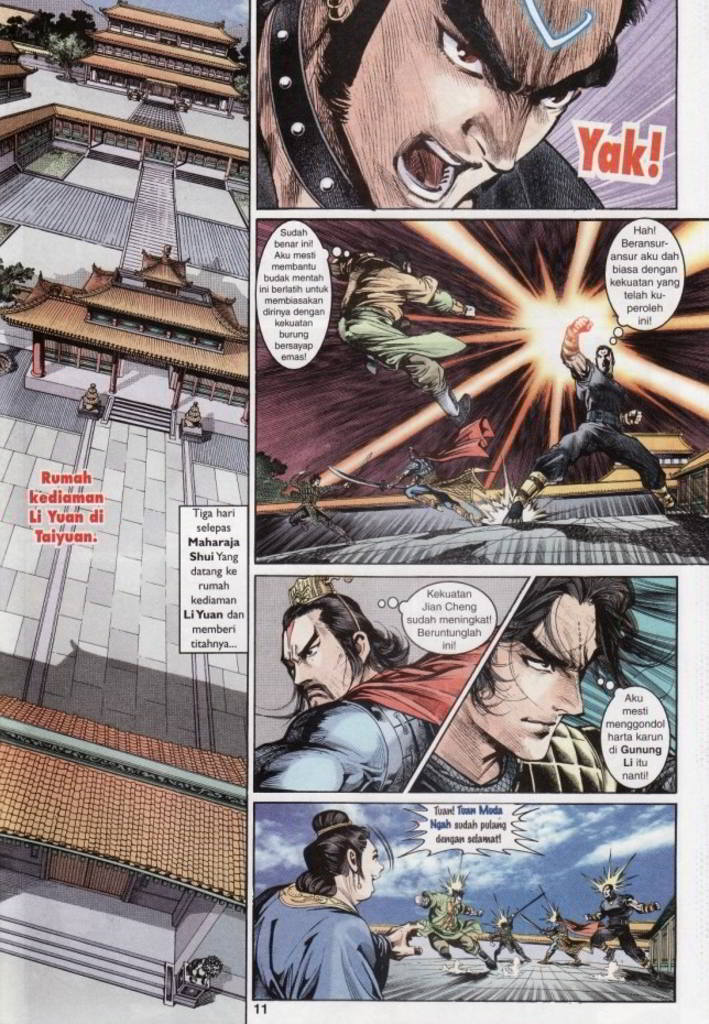 Rumah
kediaman
Li Yuan di
Taiyuan.
Tiga hari
selepas
Maharaja
Shui Yang
datang ke
rumah
kediaman
Li Yuan dan
memberi
titahnya...
Yak!
Sudah
benar ini!
Aku mesti
membantu
budak mentah
ini berlatih untuk
membiasakan
dirinya dengan
kekuatan
burung
bersayap
emas!
Hah!
Beransur-
ansur aku dah
biasa dengan
kekuatan yang
telah ku-
peroleh
ini!
Kekuatan
Jian Cheng
sudah meningkat!
Beruntunglah
ini!
Aku
mesti
menggondol
harta karun
di Gunung
Li itu
nanti!
Tuan! Tuan Muda
Ngah sudah pulang
dengan selamat!
11